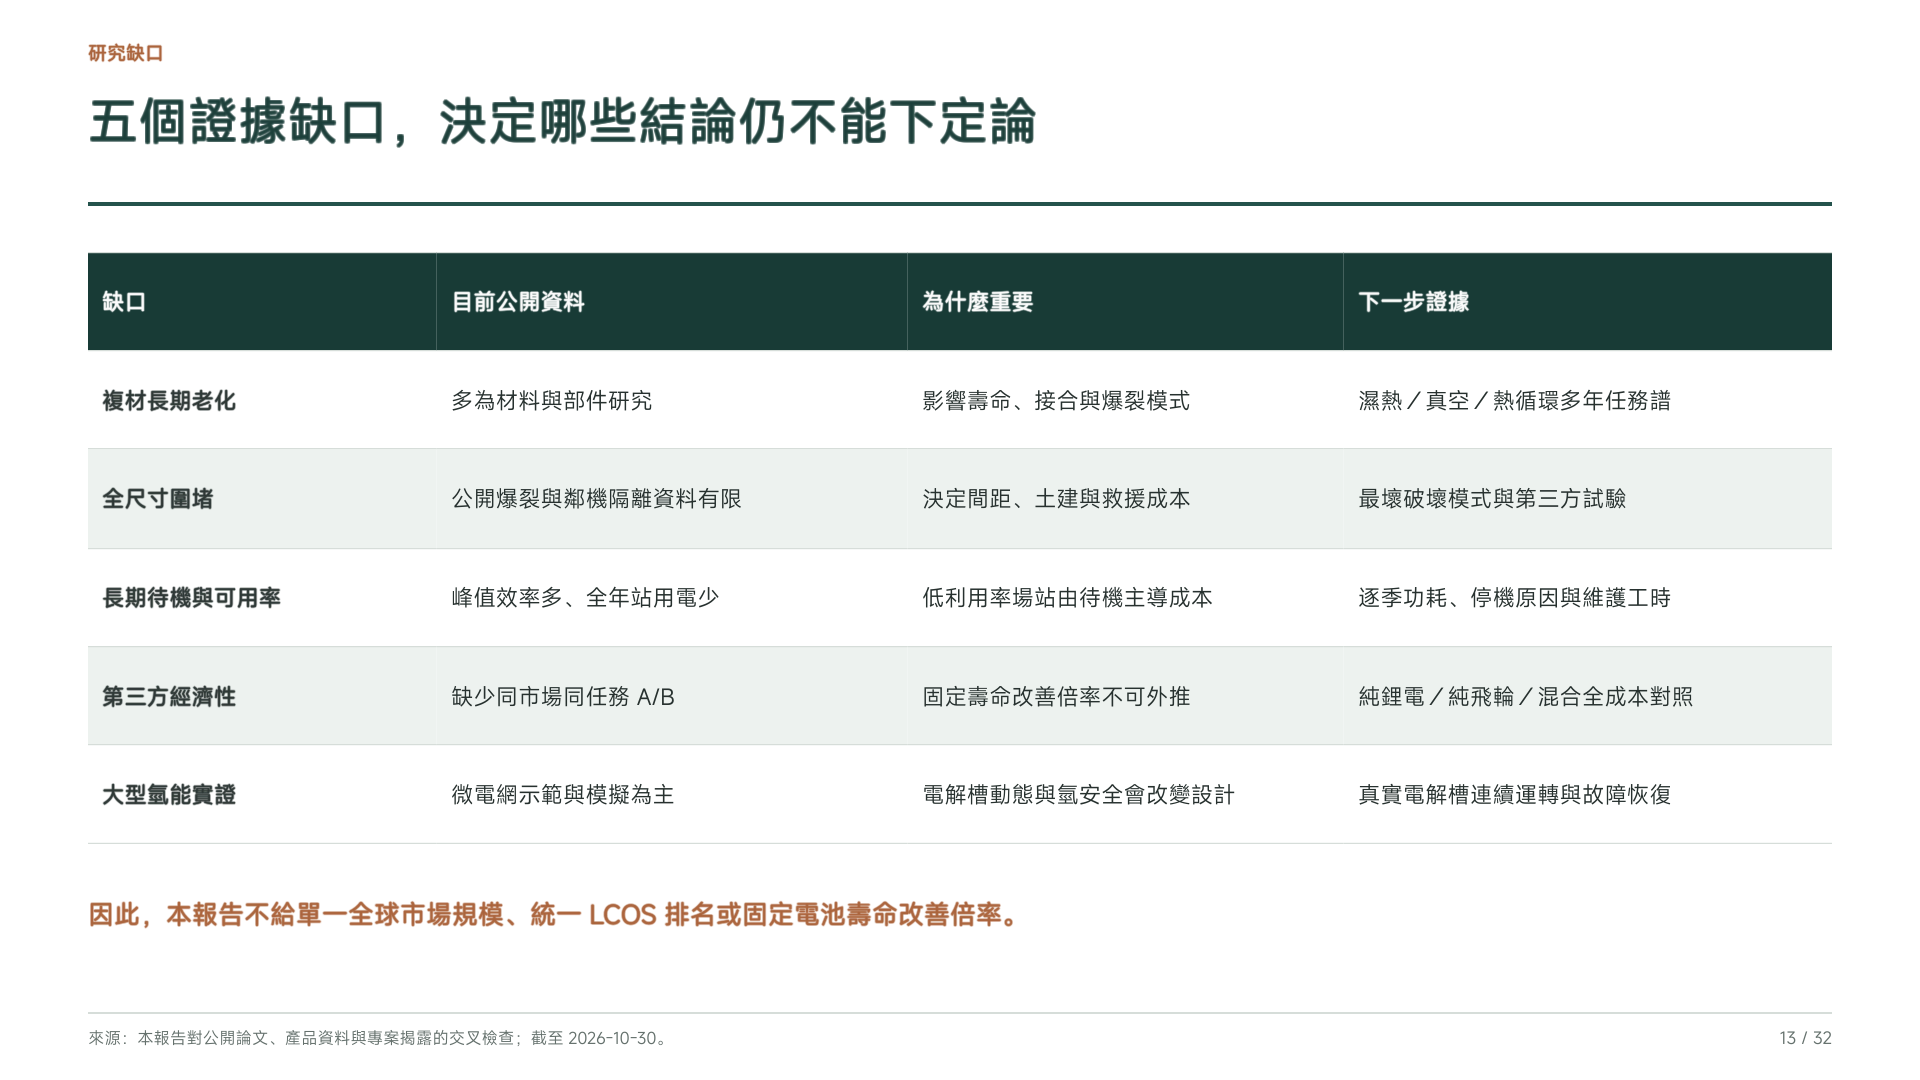 研究缺口
五個證據缺口，決定哪些結論仍不能下定論
缺口 目前公開資料 為什麼重要 下一步證據
複材長期老化 多為材料與部件研究 影響壽命、接合與爆裂模式 濕熱／真空／熱循環多年任務譜
全尺寸圍堵 公開爆裂與鄰機隔離資料有限 決定間距、土建與救援成本 最壞破壞模式與第三方試驗
長期待機與可用率 峰值效率多、全年站用電少 低利用率場站由待機主導成本 逐季功耗、停機原因與維護工時
第三方經濟性 缺少同市場同任務 A/B 固定壽命改善倍率不可外推 純鋰電／純飛輪／混合全成本對照
大型氫能實證 微電網示範與模擬為主 電解槽動態與氫安全會改變設計 真實電解槽連續運轉與故障恢復
因此，本報告不給單一全球市場規模、統一 LCOS 排名或固定電池壽命改善倍率。
來源：本報告對公開論文、產品資料與專案揭露的交叉檢查；截至 2026-10-30。
13 / 32